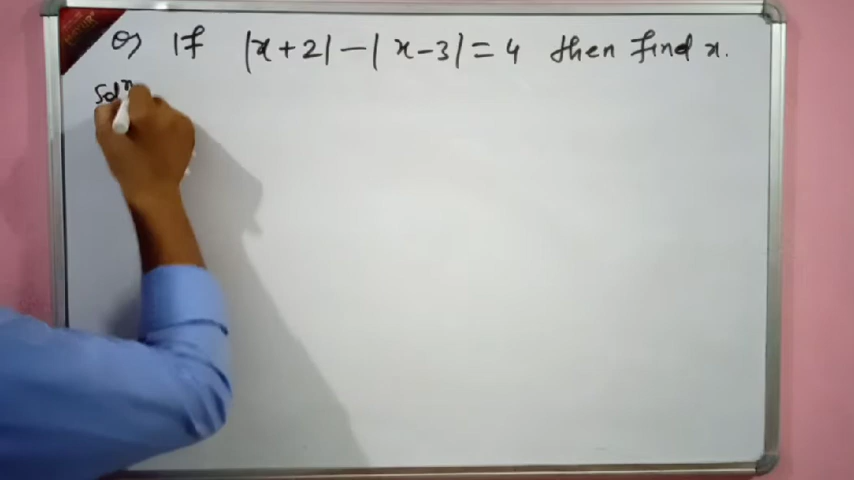 Q) If |x+2| - |x-3| = 4 then find x.
Solⁿ